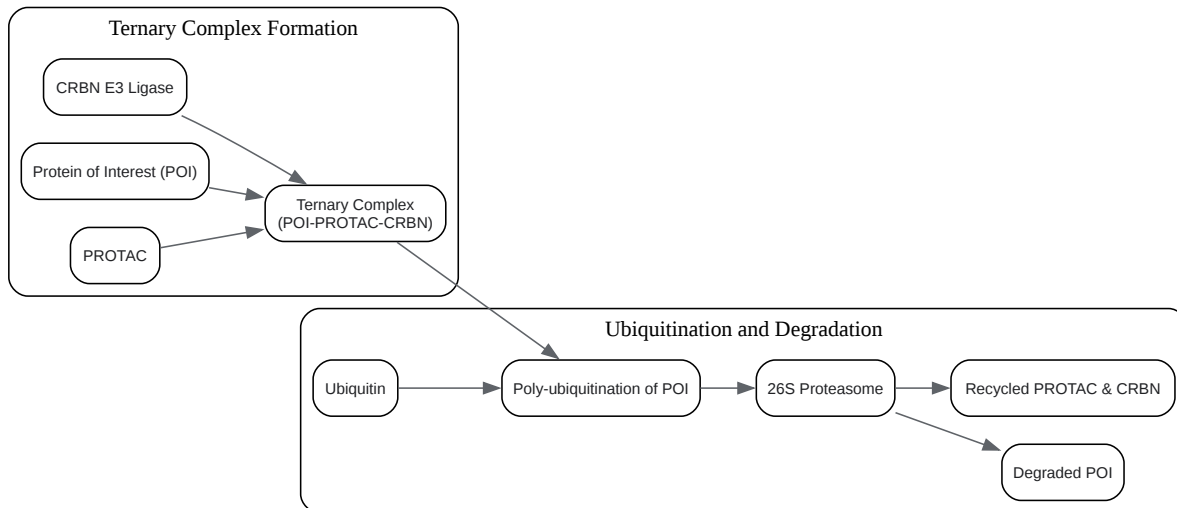 Ternary Complex Formation
CRBN E3 Ligase
Protein of Interest (POI)
PROTAC
Ternary Complex
(POI-PROTAC-CRBN)
Ubiquitination and Degradation
Ubiquitin
Poly-ubiquitination of POI
26S Proteasome
Recycled PROTAC & CRBN
Degraded POI